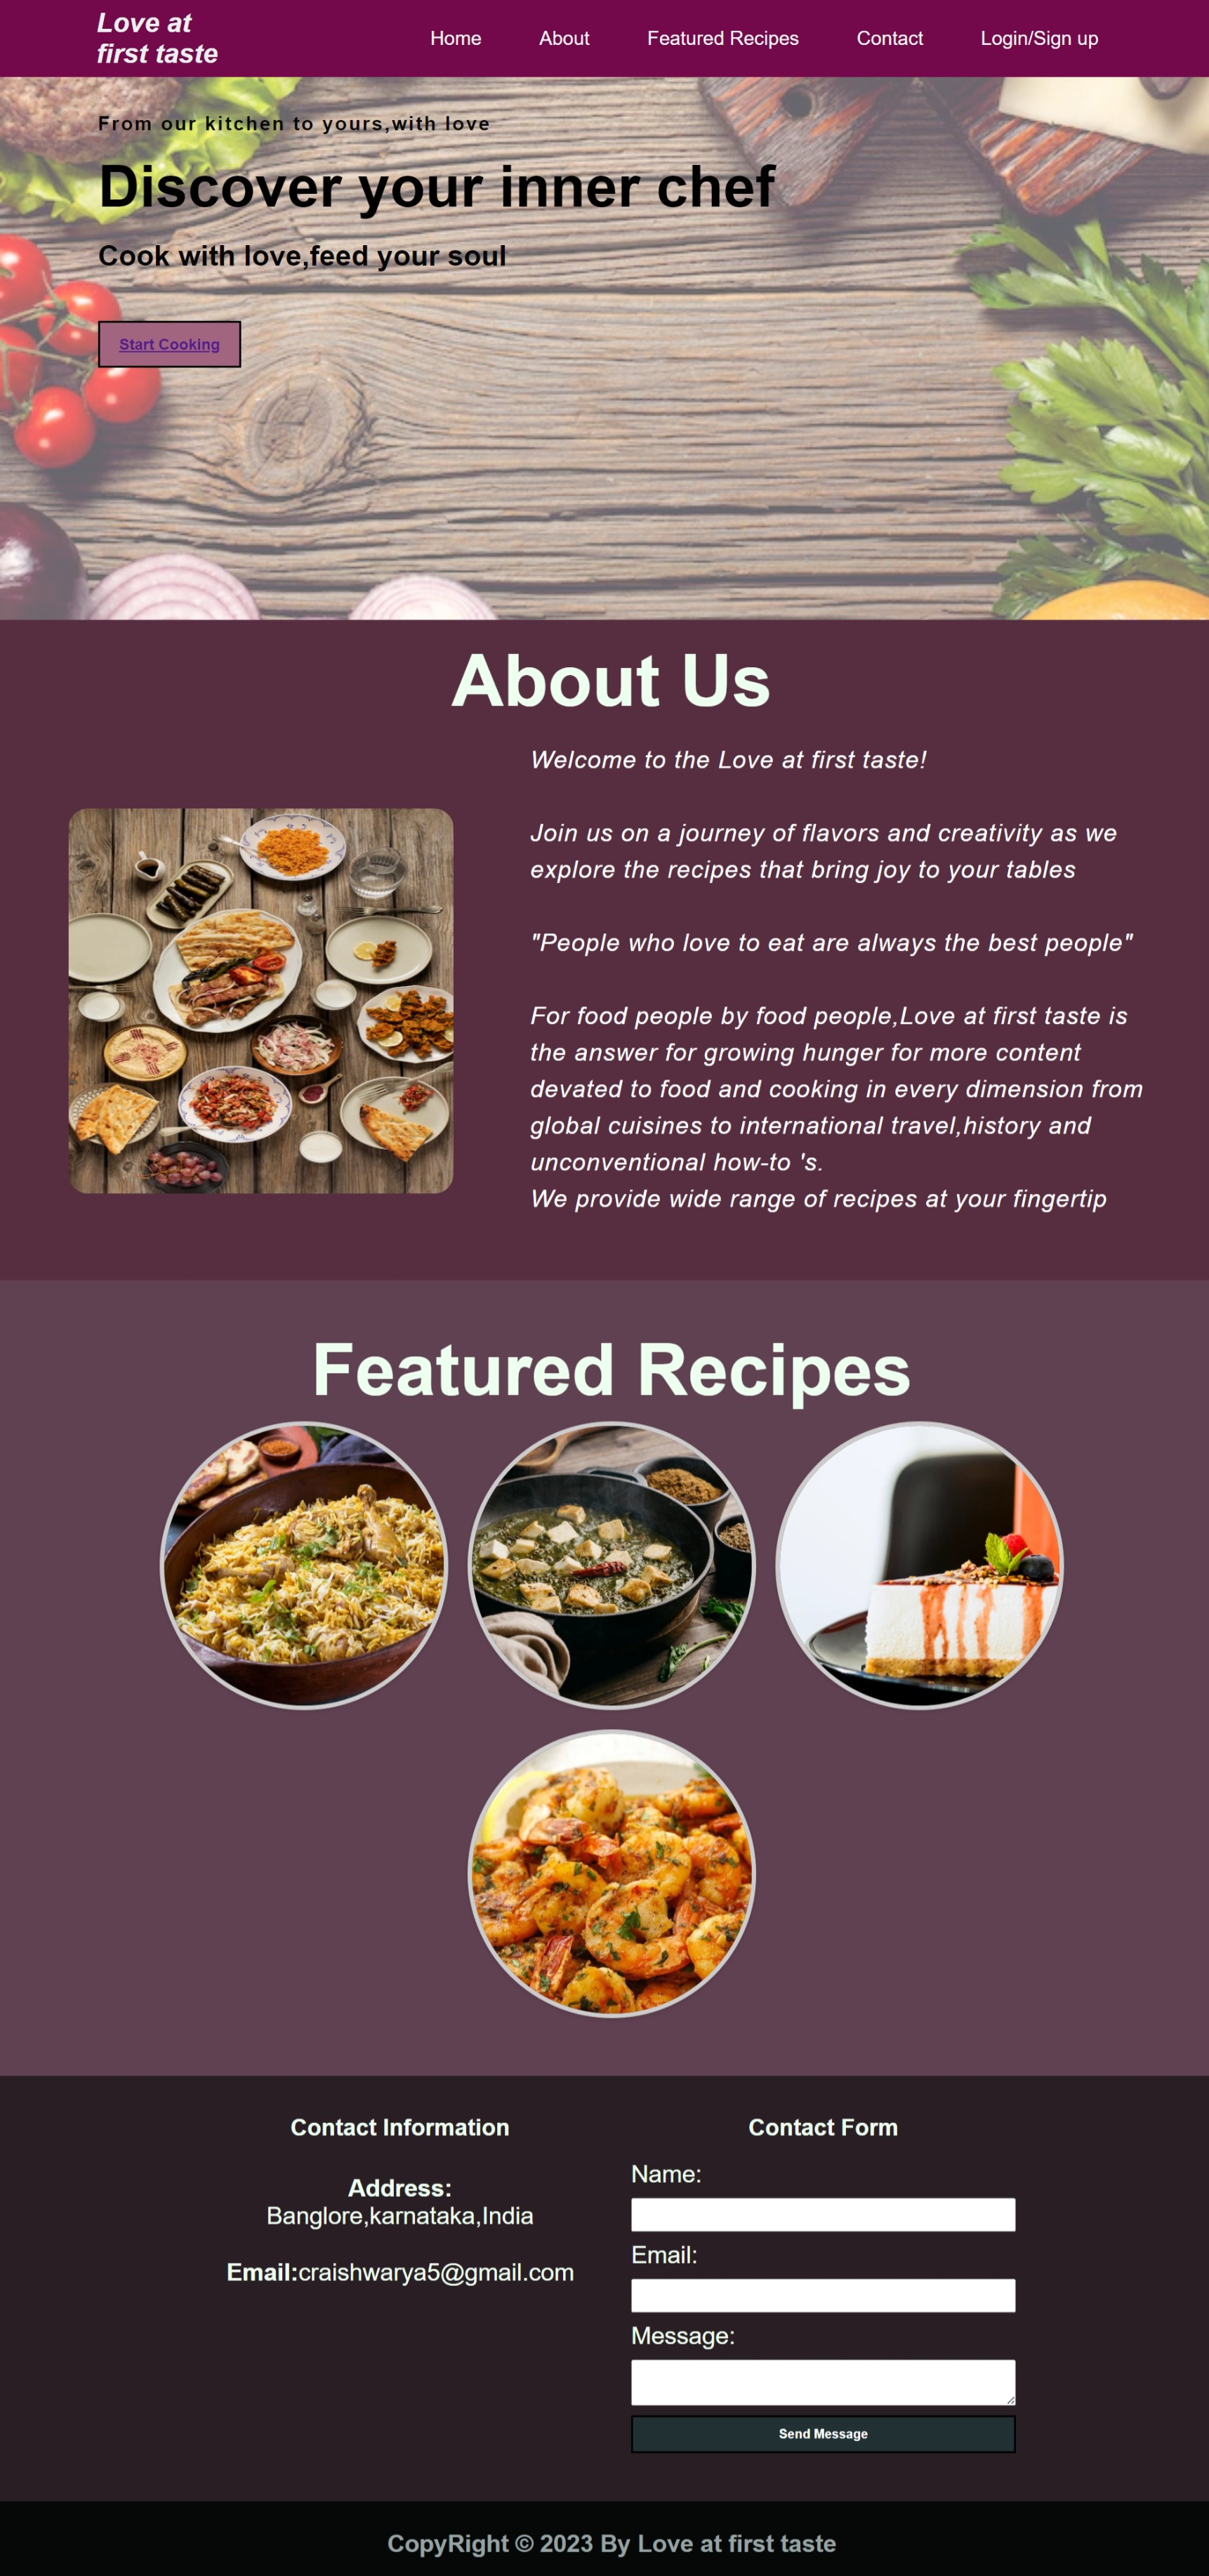 Love at
first taste
Home
About
Featured Recipes
Contact
Login/Sign up
From our kitchen to yours,with love
Discover your inner chef
Cook with love,feed your soul
Start Cooking
About Us
Welcome to the Love at first taste!
Join us on a journey of flavors and creativity as we
explore the recipes that bring joy to your tables
"People who love to eat are always the best people"
For food people by food people,Love at first taste is
the answer for growing hunger for more content
devated to food and cooking in every dimension from
global cuisines to international travel,history and
unconventional how-to 's.
We provide wide range of recipes at your fingertip
Featured Recipes
Contact Information
Address:
Banglore,karnataka,India
Email:craishwarya5@gmail.com
Contact Form
Name:
Email:
Message:
Send Message
CopyRight © 2023 By Love at first taste